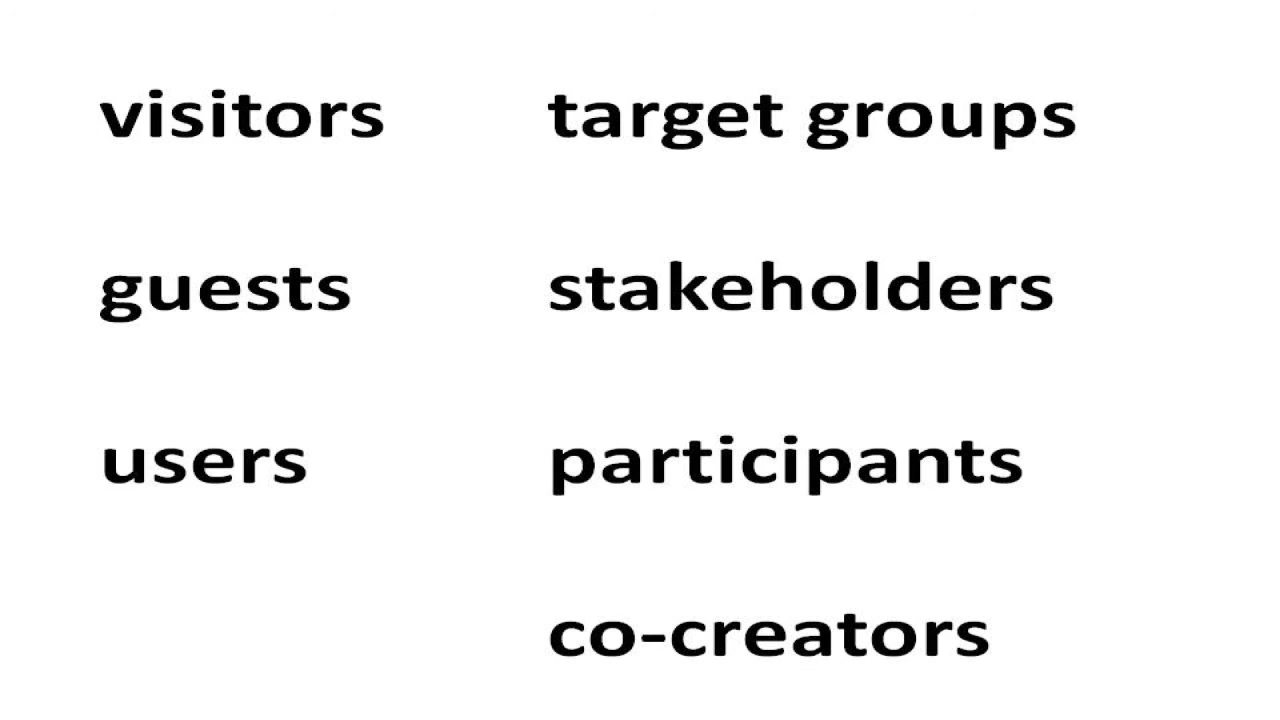 visitors
guests
users
target groups
stakeholders
participants
co-creators